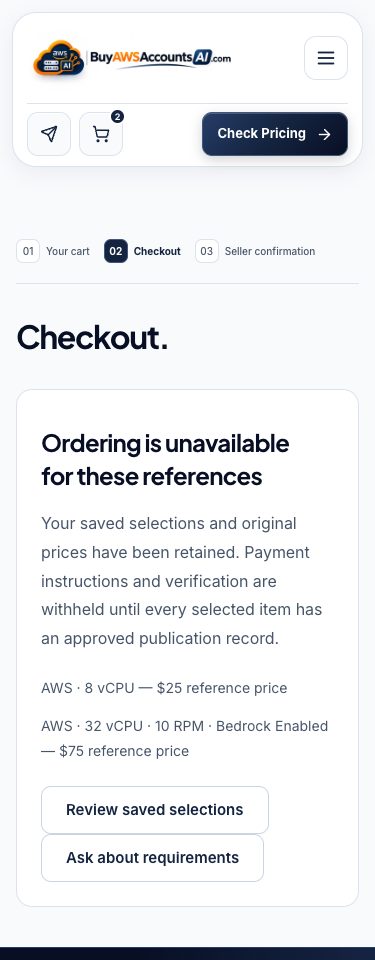 aws
AI
BuyAWSAccountsAI.com
2
Check Pricing
01 Your cart 02 Checkout 03 Seller confirmation
Checkout.
Ordering is unavailable
for these references
Your saved selections and original
prices have been retained. Payment
instructions and verification are
withheld until every selected item has
an approved publication record.
AWS · 8 vCPU — $25 reference price
AWS · 32 vCPU · 10 RPM · Bedrock Enabled
— $75 reference price
Review saved selections
Ask about requirements